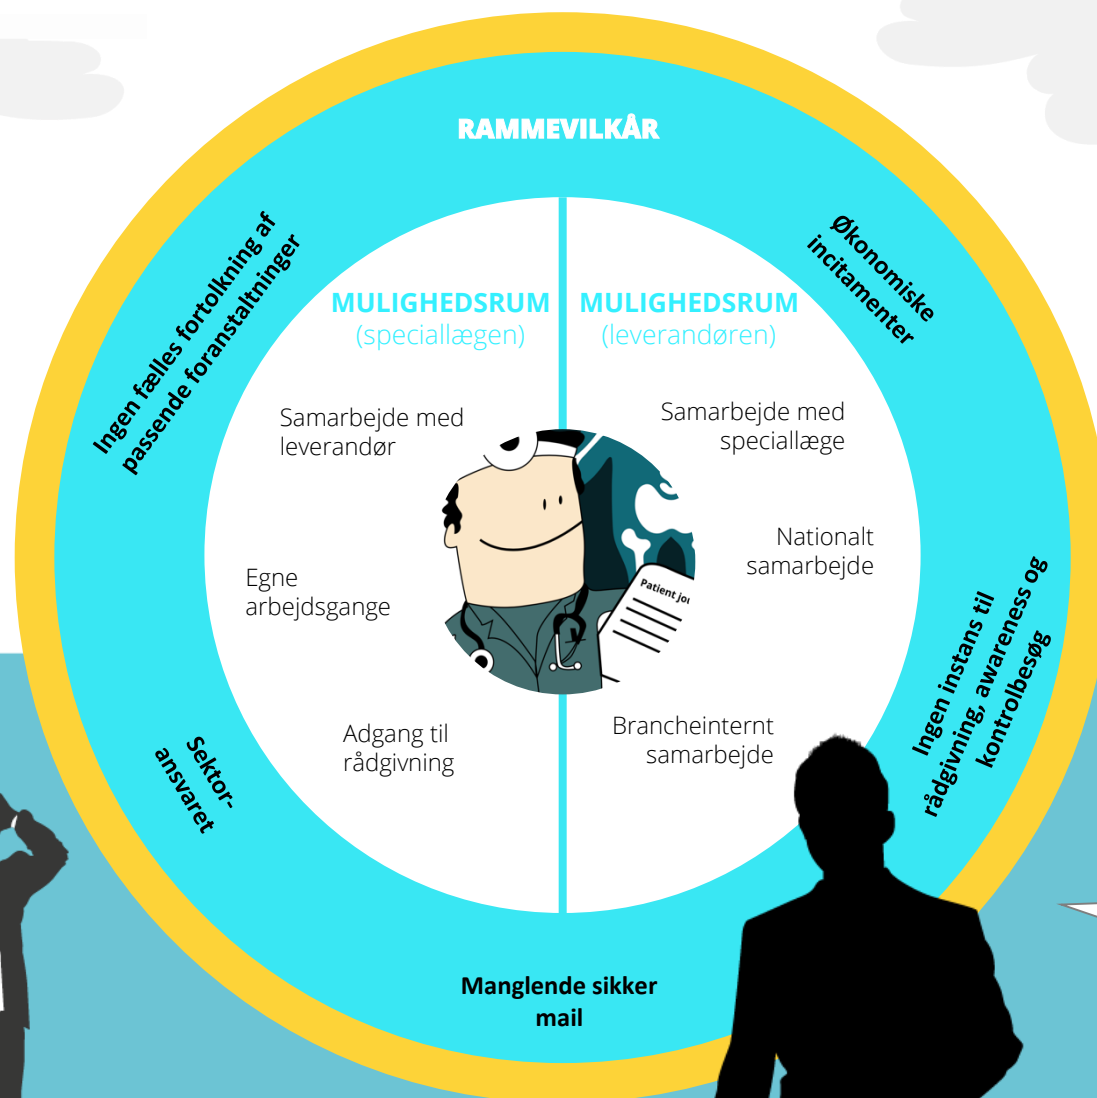 RAMMEVILKÅR
Ingen fælles fortolkning af
passende foranstaltninger
Økonomiske
incitamenter
MULIGHEDSRUM
(speciallægen)
MULIGHEDSRUM
(leverandøren)
Samarbejde med
leverandør
Samarbejde med
speciallæge
Egne
arbejdsgange
Nationalt
samarbejde
Patient jou
Adgang til
rådgivning
Brancheinternt
samarbejde
Ingen instans til
rådgivning, awareness og
kontrolbesøg
Sektor-
ansvaret
Manglende sikker
mail